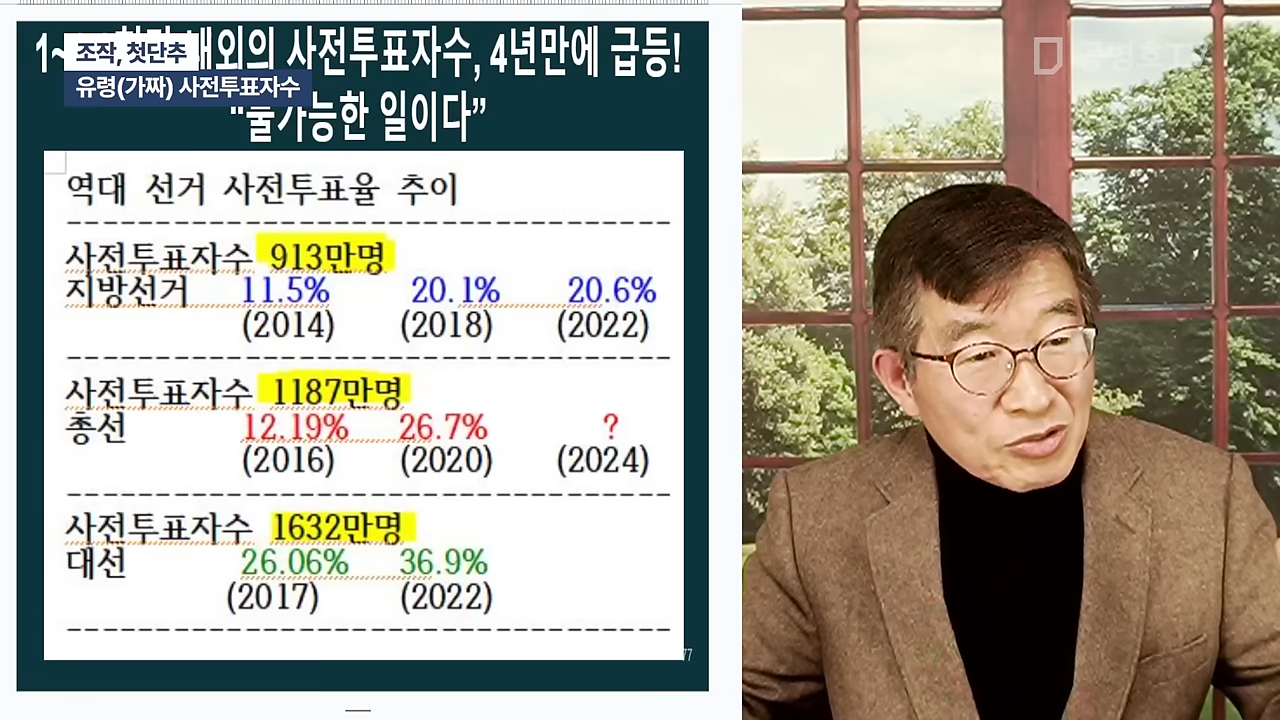 사전투표자수, 4년만에 급등!
조작, 첫단추
유령(가짜) 사전투표자수
"불가능한 일이다"
역대 선거 사전투표율 추이
사전투표자수 913만명
지방선거 11.5% 20.1% 20.6%
(2014) (2018) (2022)
사전투표자수 1187만명
총선 12.19% 26.7% ?
(2016) (2020) (2024)
사전투표자수 1632만명
대선 26.06% 36.9%
(2017) (2022)
77